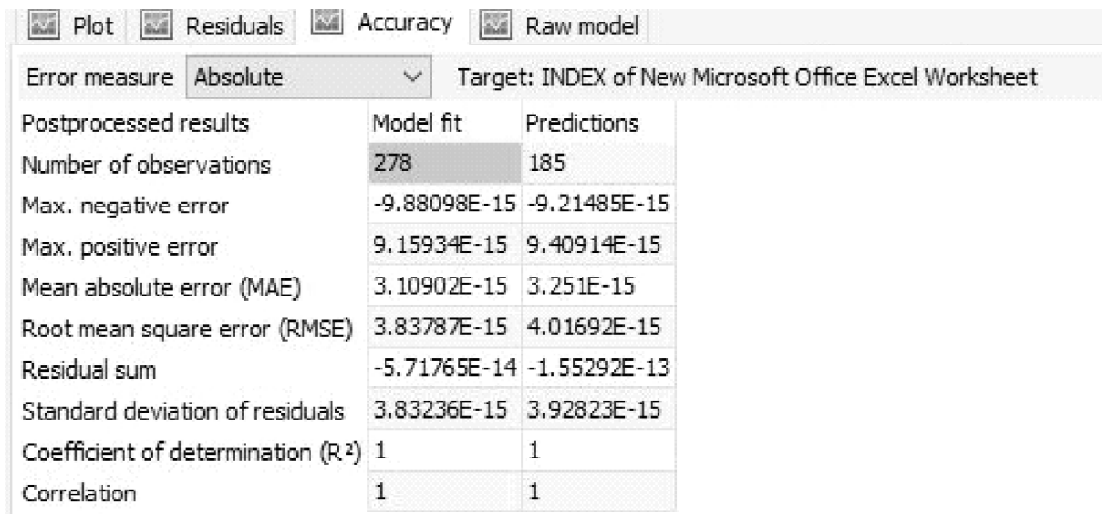 Plot Residuals Accuracy Raw model
Error measure Absolute Target: INDEX of New Microsoft Office Excel Worksheet
Postprocessed results Model fit Predictions
Number of observations 278 185
Max. negative error -9.88098E-15 -9.21485E-15
Max. positive error 9.15934E-15 9.40914E-15
Mean absolute error (MAE) 3.10902E-15 3.251E-15
Root mean square error (RMSE) 3.83787E-15 4.01692E-15
Residual sum -5.71765E-14 -1.55292E-13
Standard deviation of residuals 3.83236E-15 3.92823E-15
Coefficient of determination (R²) 1 1
Correlation 1 1